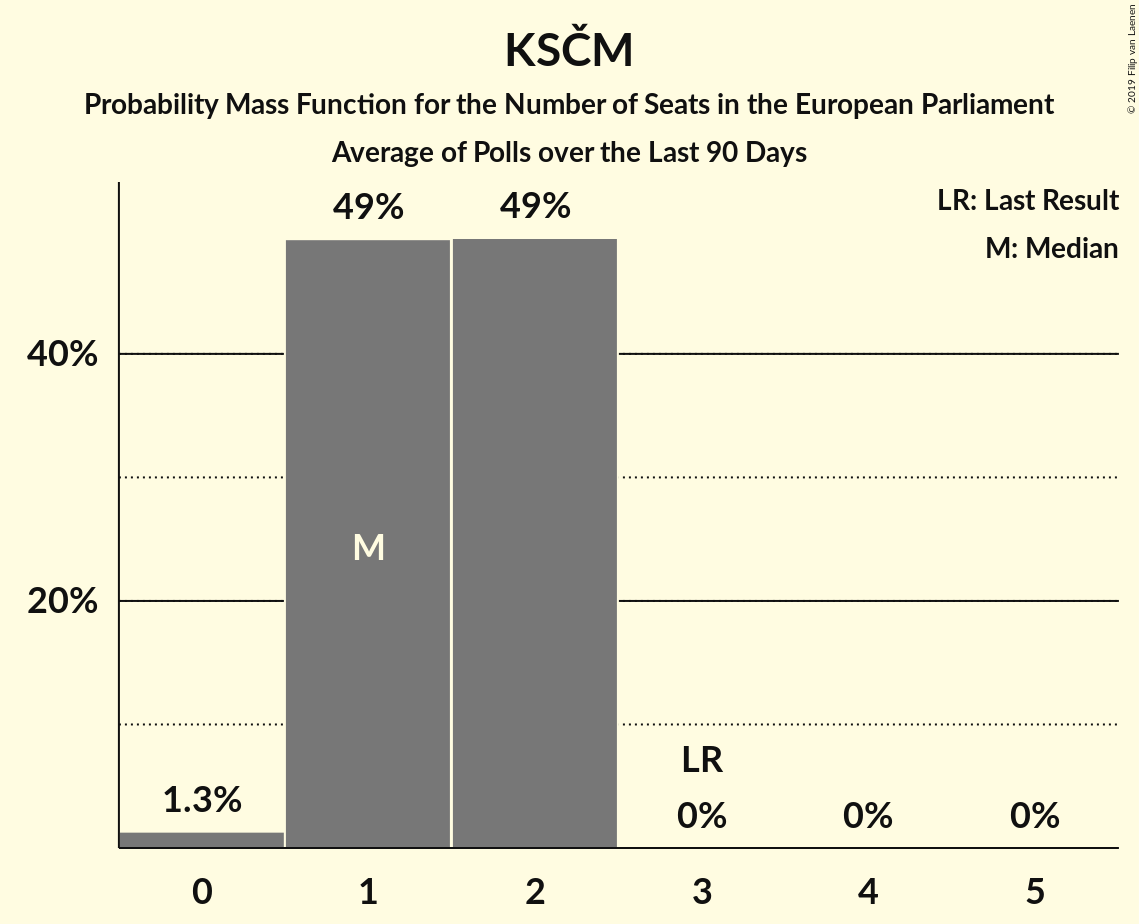 KSČM
Probability Mass Function for the Number of Seats in the European Parliament
Average of Polls over the Last 90 Days
© 2019 Filip van Laenen
LR: Last Result
M: Median
49%
49%
40%
M
20%
LR
1.3%
0%
0%
0%
0
1
2
3
4
5